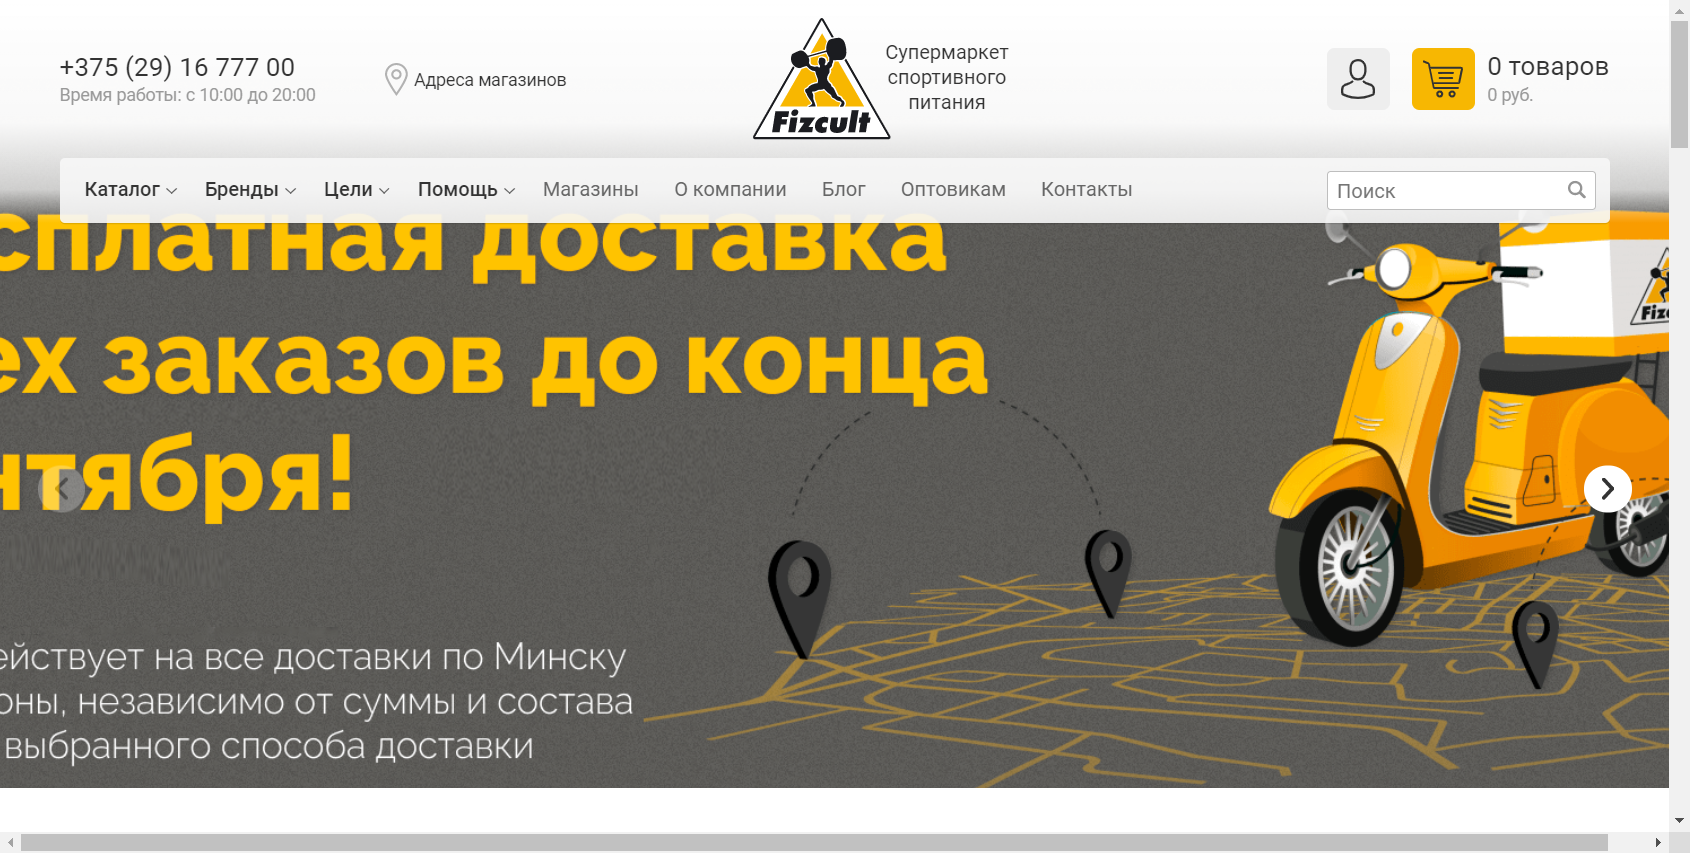 +375 (29) 16 777 00
Время работы: с 10:00 до 20:00
Адреса магазинов
Fizcult
Супермаркет
спортивного
питания
0 товаров
0 руб.
Каталог
Бренды
Цели
Помощь
Магазины
О компании
Блог
Оптовикам
Контакты
Поиск
сплатная доставка
ех заказов до конца
нтября!
ействует на все доставки по Минску
оны, независимо от суммы и состава
выбранного способа доставки
Fiz